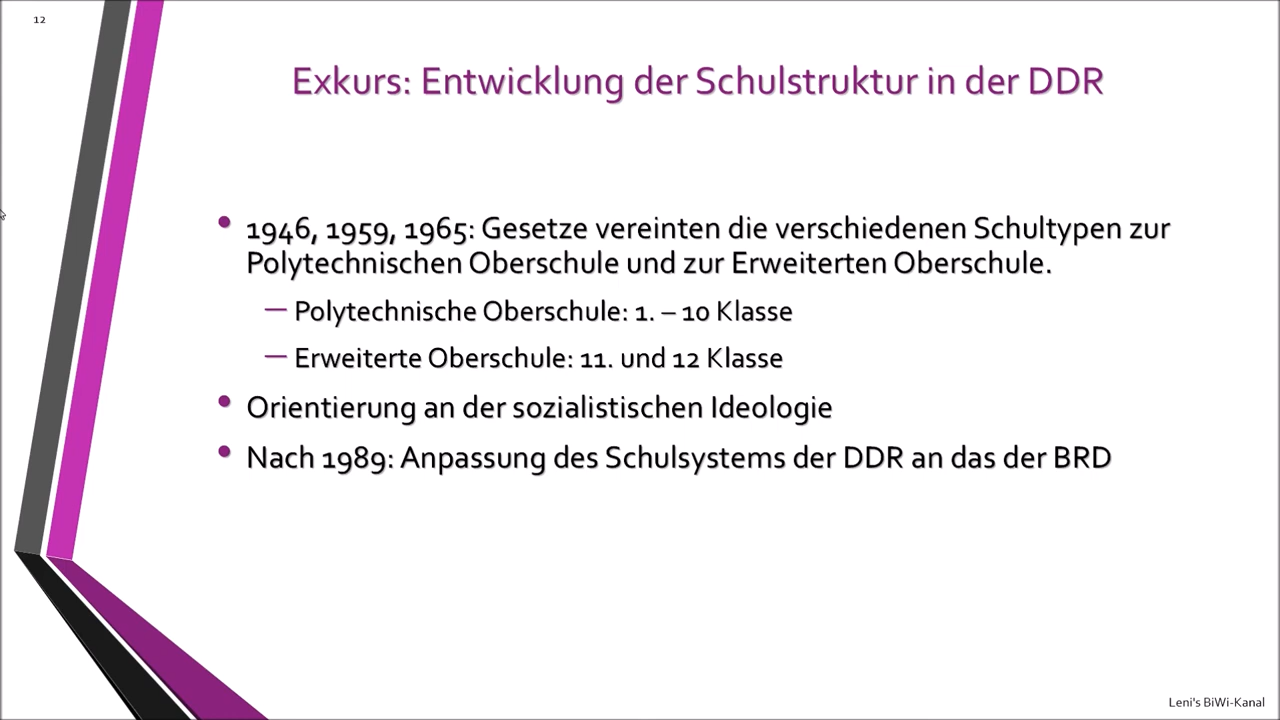 12
Exkurs: Entwicklung der Schulstruktur in der DDR
• 1946, 1959, 1965: Gesetze vereinten die verschiedenen Schultypen zur
Polytechnischen Oberschule und zur Erweiterten Oberschule.
— Polytechnische Oberschule: 1. – 10 Klasse
— Erweiterte Oberschule: 11. und 12 Klasse
• Orientierung an der sozialistischen Ideologie
• Nach 1989: Anpassung des Schulsystems der DDR an das der BRD
Leni's BiWi-Kanal